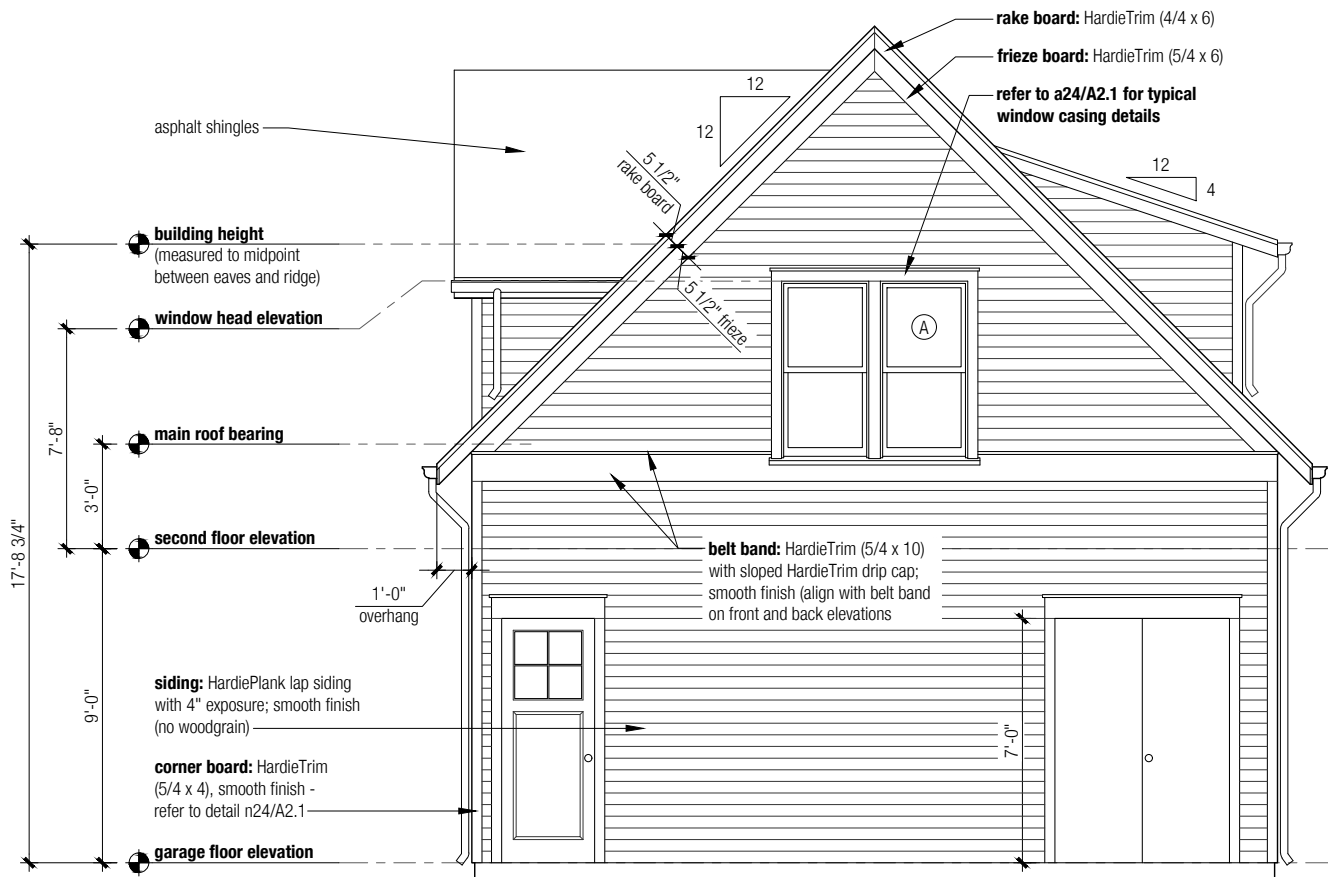 rake board: HardieTrim (4/4 x 6)
frieze board: HardieTrim (5/4 x 6)
refer to a24/A2.1 for typical
window casing details
12
12
asphalt shingles
5 1/2"
rake board
12
4
building height
(measured to midpoint
between eaves and ridge)
5 1/2" frieze
A
window head elevation
main roof bearing
7'-8"
3'-0"
17'-8 3/4"
second floor elevation
belt band: HardieTrim (5/4 x 10)
with sloped HardieTrim drip cap;
smooth finish (align with belt band
on front and back elevations
1'-0"
overhang
siding: HardiePlank lap siding
with 4" exposure; smooth finish
(no woodgrain)
9'-0"
7'-0"
corner board: HardieTrim
(5/4 x 4), smooth finish -
refer to detail n24/A2.1
garage floor elevation